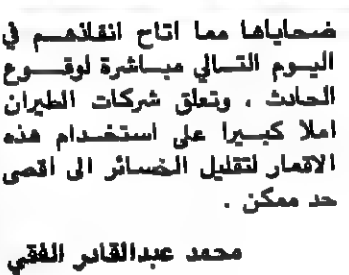 ضحاياها مما اتاح انقاذهم في
اليوم التالي مباشرة لوقوع
الحادث . وتعلق شركات الطيران
املا كبيرا على استخدام هذه
الاقمار لتقليل الخسائر الى اقصى
حد ممكن .
محمد عبدالقادر الفقي